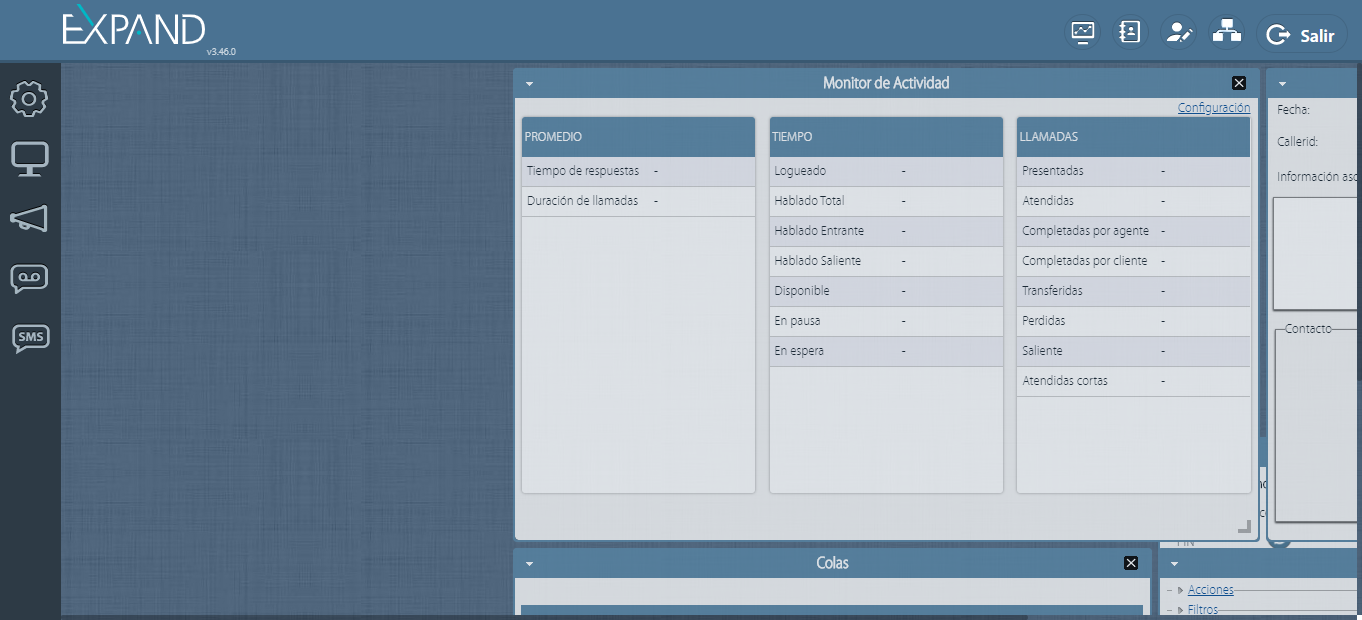 EXPAND
v3.46.0
Salir
SMS
Monitor de Actividad
Configuración
PROMEDIO
Tiempo de respuestas -
Duración de llamadas -
TIEMPO
Logueado -
Hablado Total -
Hablado Entrante -
Hablado Saliente -
Disponible -
En pausa -
En espera -
LLAMADAS
Presentadas -
Atendidas -
Completadas por agente -
Completadas por cliente -
Transferidas -
Perdidas -
Saliente -
Atendidas cortas -
Fecha:
Callerid:
Información
Contacto
Colas
Acciones
Filtros